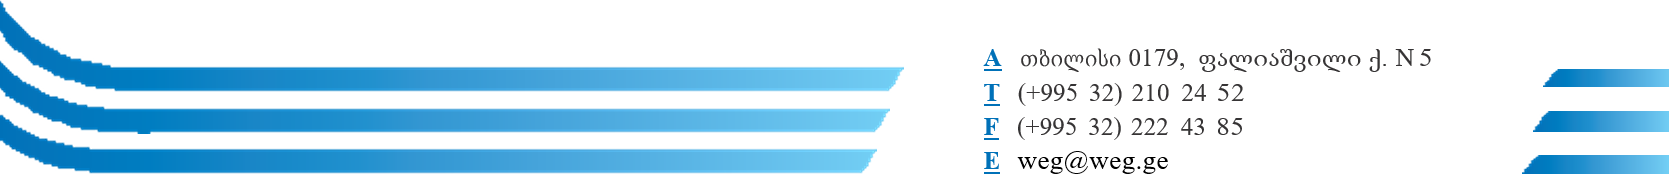 A თბილისი 0179, ფალიაშვილი ქ. N 5
T (+995 32) 210 24 52
F (+995 32) 222 43 85
E weg@weg.ge